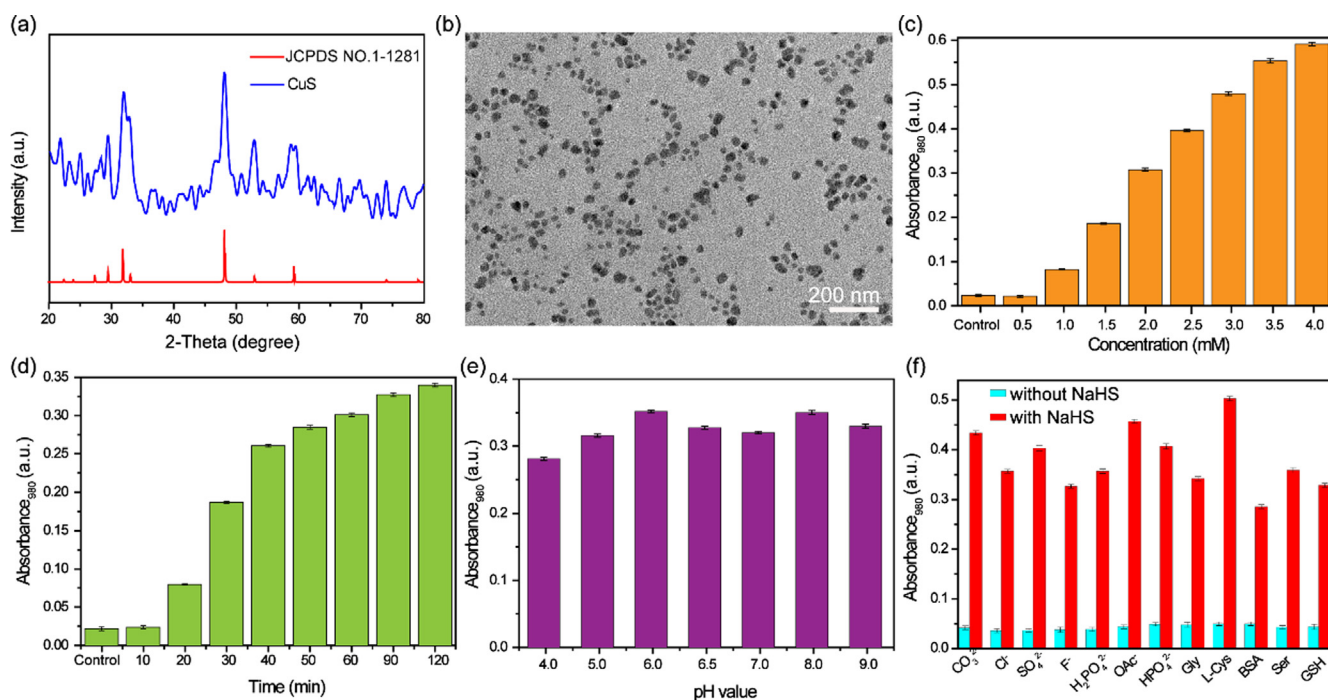 (a)
JCPDS NO.1-1281
CuS
Intensity (a.u.)
20 30 40 50 60 70 80
2-Theta (degree)
(b)
200 nm
(c)
Absorbance980 (a.u.)
0.6
0.5
0.4
0.3
0.2
0.1
0.0
Control 0.5 1.0 1.5 2.0 2.5 3.0 3.5 4.0
Concentration (mM)
(d)
Absorbance980 (a.u.)
0.35
0.30
0.25
0.20
0.15
0.10
0.05
0.00
Control 10 20 30 40 50 60 90 120
Time (min)
(e)
Absorbance980 (a.u.)
0.4
0.3
0.2
0.1
0.0
4.0 5.0 6.0 6.5 7.0 8.0 9.0
pH value
(f)
without NaHS
with NaHS
Absorbance980 (a.u.)
0.5
0.4
0.3
0.2
0.1
0.0
CO32- Cl- SO42- F- H2PO42- OAc- HPO42- Gly L-Cys BSA Ser GSH